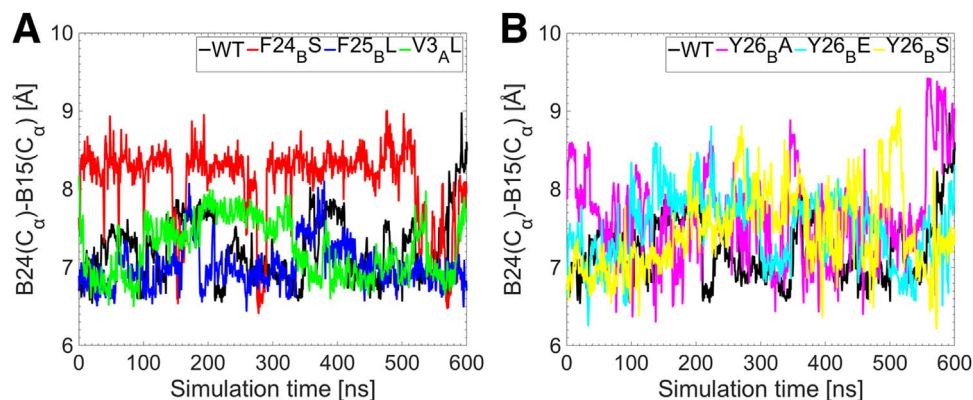 A
B24(Cα)-B15(Cα) [Å]
10
9
8
7
6
WT F24BS F25BL V3AL
0 100 200 300 400 500 600
Simulation time [ns]
B
B24(Cα)-B15(Cα) [Å]
10
9
8
7
6
WT Y26BA Y26BE Y26BS
0 100 200 300 400 500 600
Simulation time [ns]